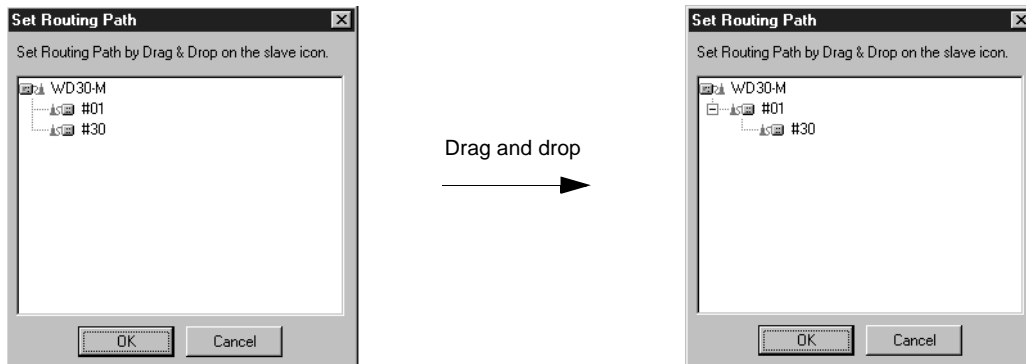 Set Routing Path
Set Routing Path by Drag & Drop on the slave icon.
WD30-M
#01
#30
OK Cancel
Drag and drop
Set Routing Path
Set Routing Path by Drag & Drop on the slave icon.
WD30-M
#01
#30
OK Cancel